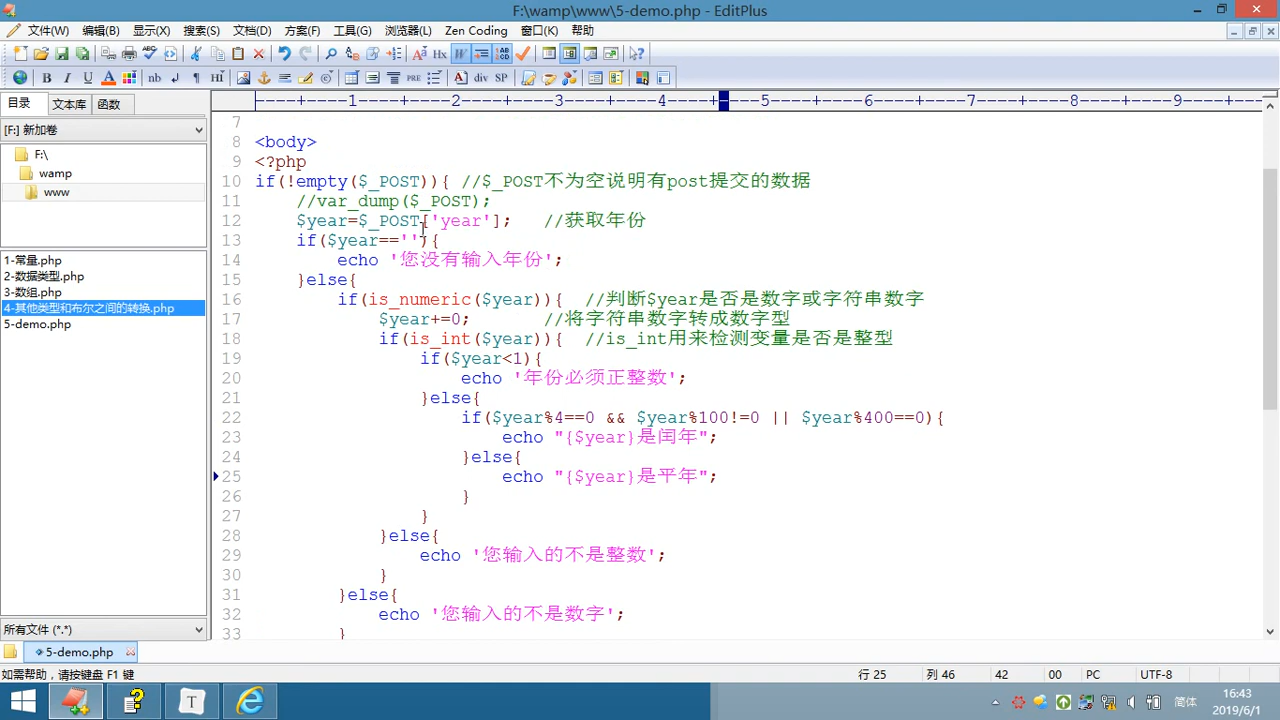 F:\wamp\www\5-demo.php - EditPlus
文件(W) 编辑(B) 显示(X) 搜索(S) 文档(D) 方案(F) 工具(G) 浏览器(L) Zen Coding 窗口(K) 帮助
目录 文本库 函数
[F:] 新加卷
F:\
wamp
www
1-常量.php
2-数据类型.php
3-数组.php
4-其他类型和布尔之间的转换.php
5-demo.php
所有文件 (*.*)
----+----1----+----2----+----3----+----4----+----5----+----6----+----7----+----8----+----9----+---
7
8 <body>
9 <?php
10 if(!empty($_POST)){ //$_POST不为空说明有post提交的数据
11 //var_dump($_POST);
12 $year=$_POST['year']; //获取年份
13 if($year==''){
14 echo '您没有输入年份';
15 }else{
16 if(is_numeric($year)){ //判断$year是否是数字或字符串数字
17 $year+=0; //将字符串数字转成数字型
18 if(is_int($year)){ //is_int用来检测变量是否是整型
19 if($year<1){
20 echo '年份必须正整数';
21 }else{
22 if($year%4==0 && $year%100!=0 || $year%400==0){
23 echo "{$year}是闰年";
24 }else{
25 echo "{$year}是平年";
26 }
27 }
28 }else{
29 echo '您输入的不是整数';
30 }
31 }else{
32 echo '您输入的不是数字';
33 }
5-demo.php
如需帮助，请按键盘 F1 键 行 25 列 46 42 00 PC UTF-8
简体
16:43
2019/6/1